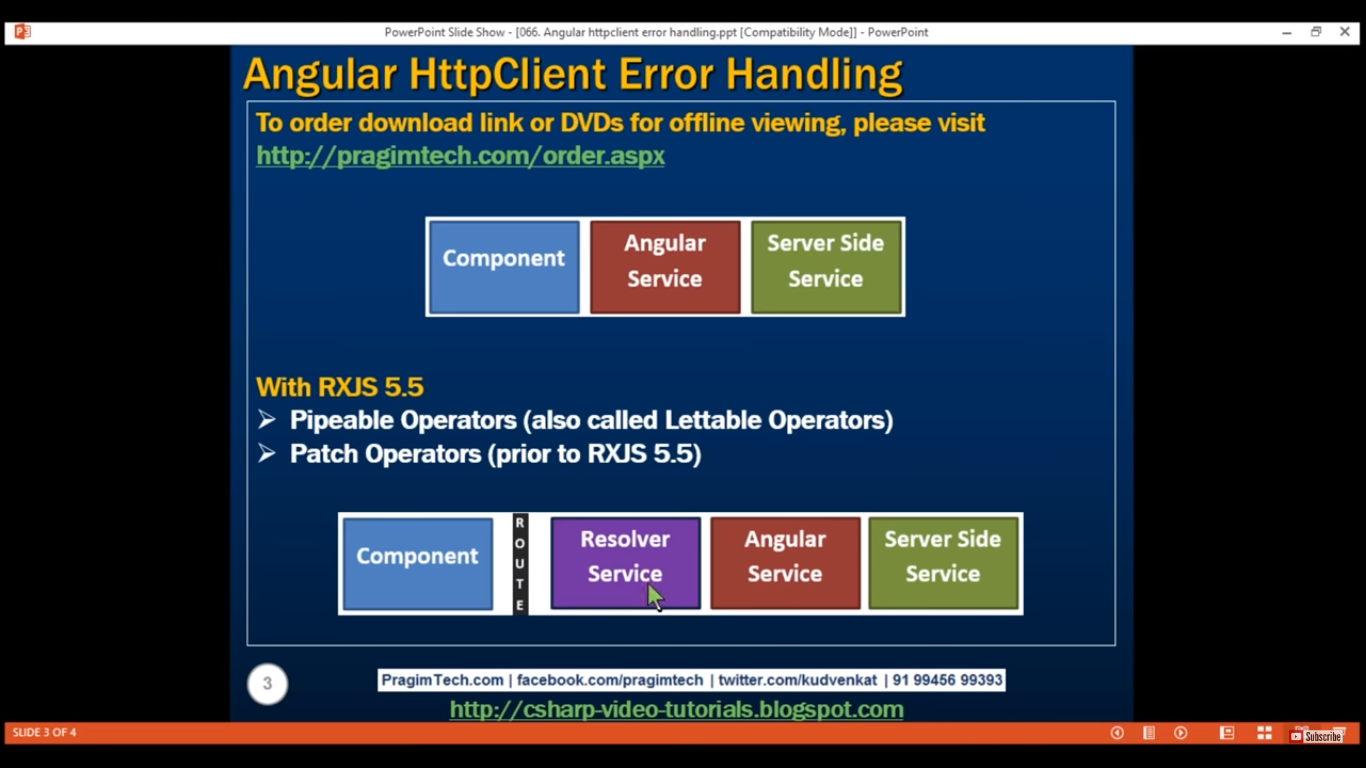 PowerPoint Slide Show - [066. Angular httpclient error handling.ppt [Compatibility Mode]] - PowerPoint
Angular HttpClient Error Handling
To order download link or DVDs for offline viewing, please visit
http://pragimtech.com/order.aspx
Component
Angular
Service
Server Side
Service
With RXJS 5.5
Pipeable Operators (also called Lettable Operators)
Patch Operators (prior to RXJS 5.5)
Component
ROUTE
Resolver
Service
Angular
Service
Server Side
Service
3
PragimTech.com | facebook.com/pragimtech | twitter.com/kudvenkat | 91 99456 99393
http://csharp-video-tutorials.blogspot.com
SLIDE 3 OF 4
Subscribe